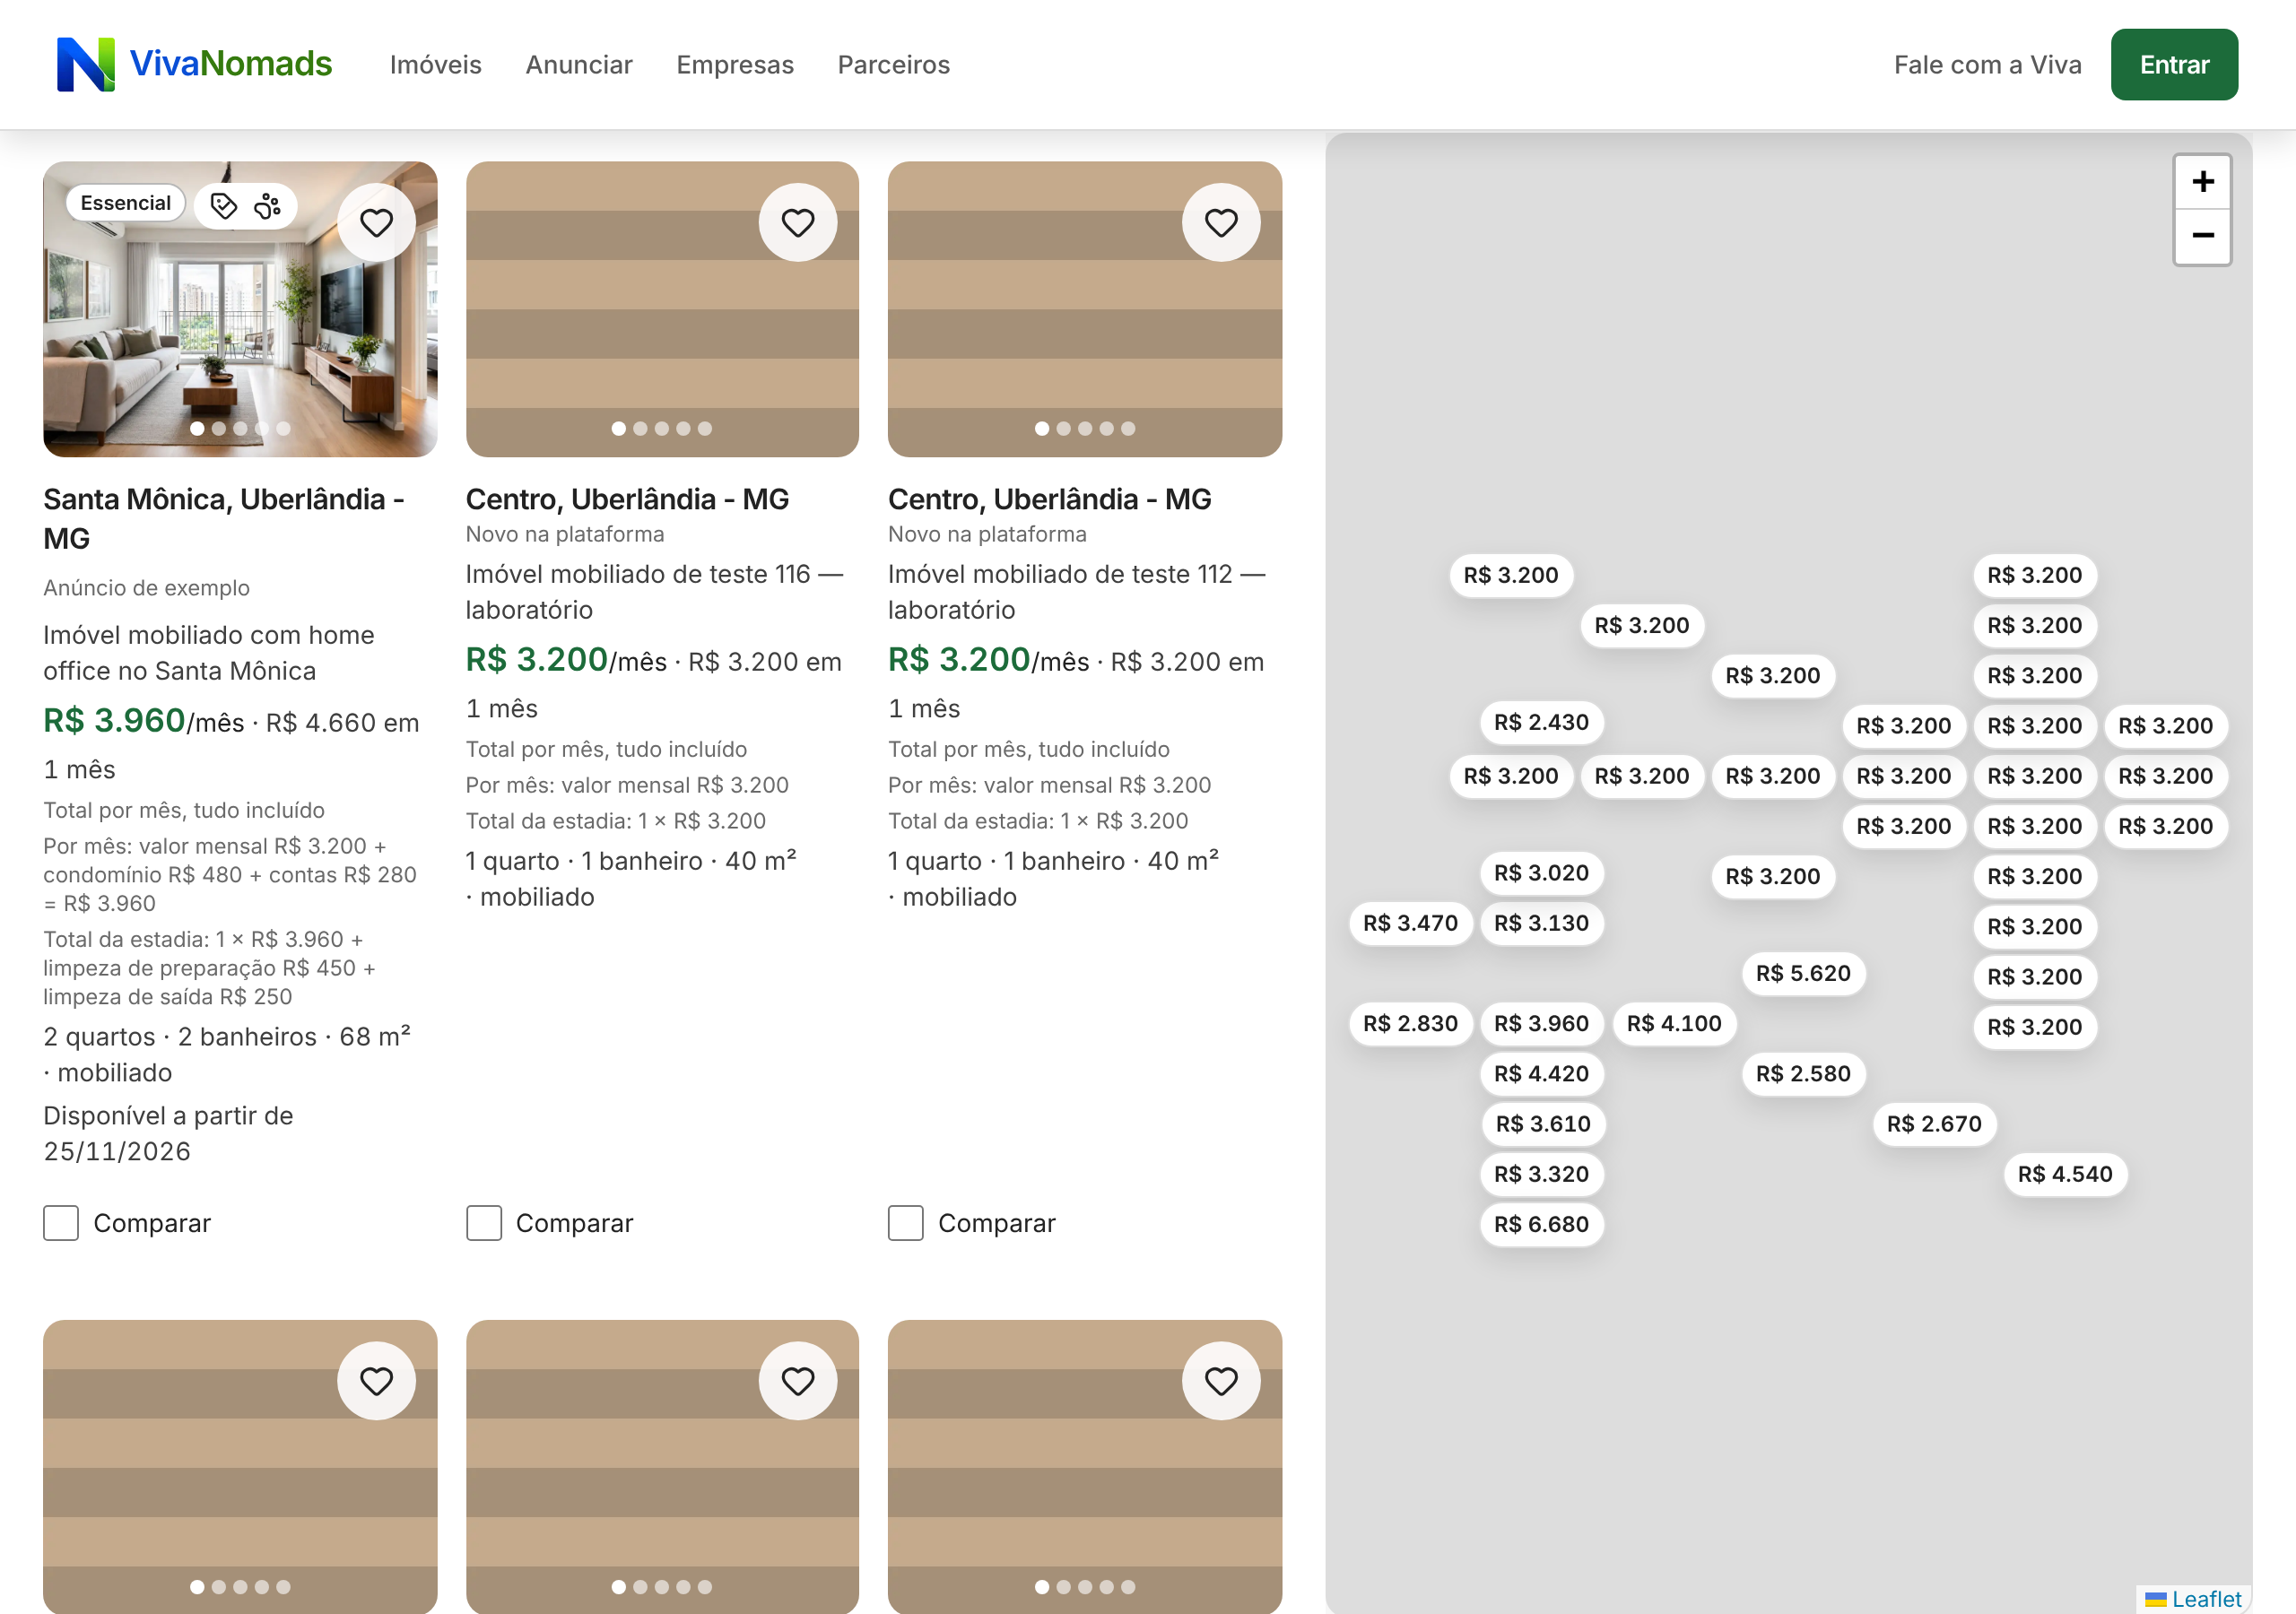 VivaNomads
Imóveis
Anunciar
Empresas
Parceiros
Fale com a Viva
Entrar
Essencial
Santa Mônica, Uberlândia -
MG
Anúncio de exemplo
Imóvel mobiliado com home
office no Santa Mônica
R$ 3.960/mês · R$ 4.660 em
1 mês
Total por mês, tudo incluído
Por mês: valor mensal R$ 3.200 +
condomínio R$ 480 + contas R$ 280
= R$ 3.960
Total da estadia: 1 × R$ 3.960 +
limpeza de preparação R$ 450 +
limpeza de saída R$ 250
2 quartos · 2 banheiros · 68 m²
· mobiliado
Disponível a partir de
25/11/2026
Comparar
Centro, Uberlândia - MG
Novo na plataforma
Imóvel mobiliado de teste 116 —
laboratório
R$ 3.200/mês · R$ 3.200 em
1 mês
Total por mês, tudo incluído
Por mês: valor mensal R$ 3.200
Total da estadia: 1 × R$ 3.200
1 quarto · 1 banheiro · 40 m²
· mobiliado
Comparar
Centro, Uberlândia - MG
Novo na plataforma
Imóvel mobiliado de teste 112 —
laboratório
R$ 3.200/mês · R$ 3.200 em
1 mês
Total por mês, tudo incluído
Por mês: valor mensal R$ 3.200
Total da estadia: 1 × R$ 3.200
1 quarto · 1 banheiro · 40 m²
· mobiliado
Comparar
+
−
R$ 3.200
R$ 3.200
R$ 3.200
R$ 3.200
R$ 3.200
R$ 3.200
R$ 2.430
R$ 3.200
R$ 3.200
R$ 3.200
R$ 3.200
R$ 3.200
R$ 3.200
R$ 3.200
R$ 3.200
R$ 3.200
R$ 3.200
R$ 3.200
R$ 3.200
R$ 3.020
R$ 3.200
R$ 3.200
R$ 3.470
R$ 3.130
R$ 3.200
R$ 5.620
R$ 3.200
R$ 2.830
R$ 3.960
R$ 4.100
R$ 3.200
R$ 4.420
R$ 2.580
R$ 3.610
R$ 2.670
R$ 3.320
R$ 4.540
R$ 6.680
Leaflet